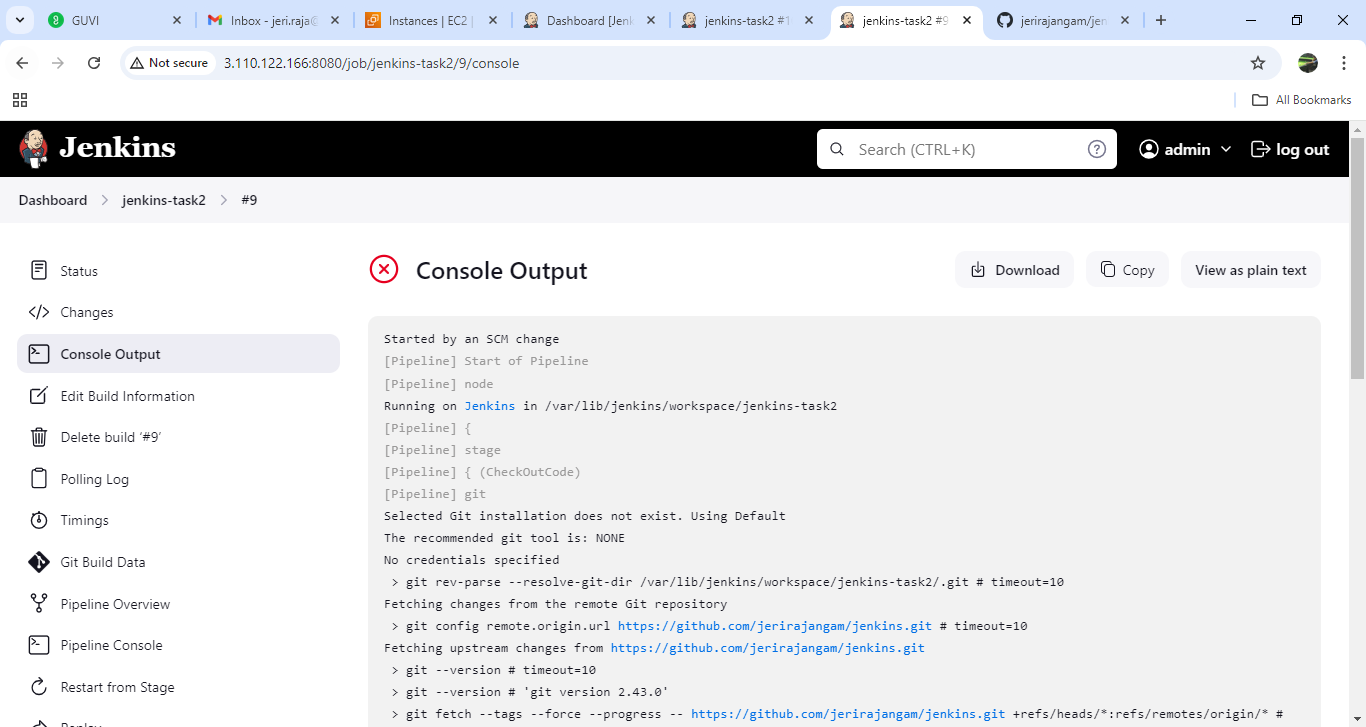 GUVI
Inbox - jeri.raja@
Instances | EC2 |
Dashboard [Jenk
jenkins-task2 #1
jenkins-task2 #9
jerirajangam/jen
Not secure
3.110.122.166:8080/job/jenkins-task2/9/console
All Bookmarks
Jenkins
Search (CTRL+K)
admin
log out
Dashboard
jenkins-task2
#9
Status
Changes
Console Output
Edit Build Information
Delete build ‘#9’
Polling Log
Timings
Git Build Data
Pipeline Overview
Pipeline Console
Restart from Stage
Replay
Console Output
Download
Copy
View as plain text
Started by an SCM change
[Pipeline] Start of Pipeline
[Pipeline] node
Running on Jenkins in /var/lib/jenkins/workspace/jenkins-task2
[Pipeline] {
[Pipeline] stage
[Pipeline] { (CheckOutCode)
[Pipeline] git
Selected Git installation does not exist. Using Default
The recommended git tool is: NONE
No credentials specified
> git rev-parse --resolve-git-dir /var/lib/jenkins/workspace/jenkins-task2/.git # timeout=10
Fetching changes from the remote Git repository
> git config remote.origin.url https://github.com/jerirajangam/jenkins.git # timeout=10
Fetching upstream changes from https://github.com/jerirajangam/jenkins.git
> git --version # timeout=10
> git --version # 'git version 2.43.0'
> git fetch --tags --force --progress -- https://github.com/jerirajangam/jenkins.git +refs/heads/*:refs/remotes/origin/* #